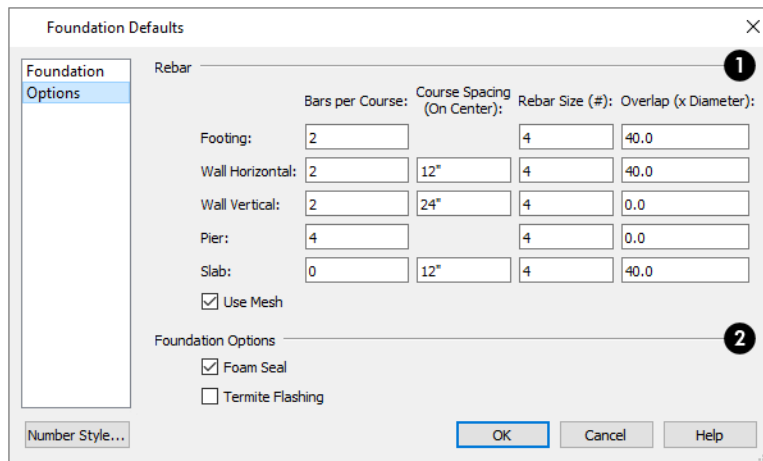 Foundation Defaults
Foundation
Options
Rebar
1
Bars per Course: Course Spacing (On Center): Rebar Size (#): Overlap (x Diameter):
Footing: 2 4 40.0
Wall Horizontal: 2 12" 4 40.0
Wall Vertical: 2 24" 4 0.0
Pier: 4 4 0.0
Slab: 0 12" 4 40.0
Use Mesh
Foundation Options
2
Foam Seal
Termite Flashing
Number Style... OK Cancel Help